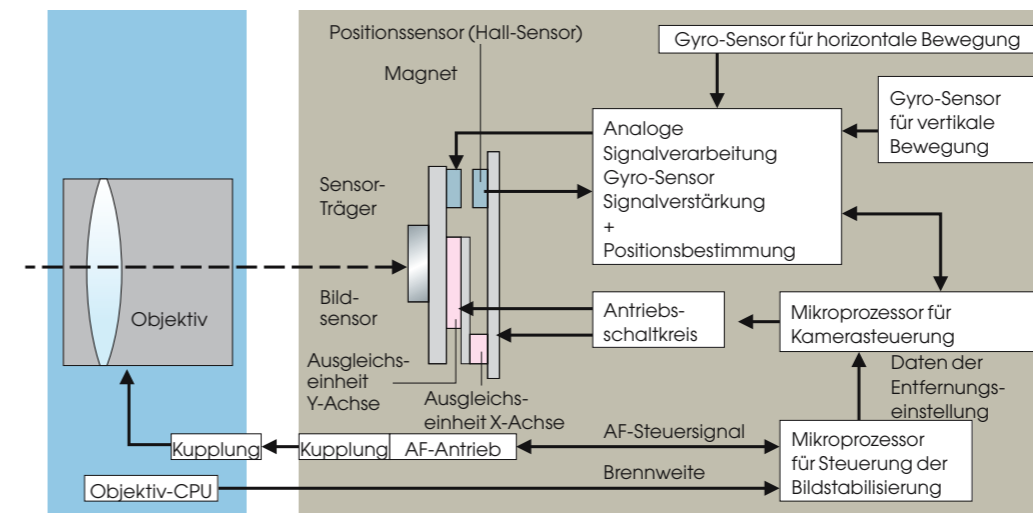 Positionssensor (Hall-Sensor)
Magnet
Gyro-Sensor für horizontale Bewegung
Gyro-Sensor
für vertikale
Bewegung
Analoge
Signalverarbeitung
Gyro-Sensor
Signalverstärkung
+
Positionsbestimmung
Sensor-
Träger
Objektiv
Bild-
sensor
Antriebs-
schaltkreis
Mikroprozessor für
Kamerasteuerung
Ausgleichs-
einheit
Y-Achse
Ausgleichs-
einheit X-Achse
Daten der
Entfernungs-
einstellung
Kupplung
Kupplung
AF-Antrieb
AF-Steuersignal
Mikroprozessor
für Steuerung der
Bildstabilisierung
Objektiv-CPU
Brennweite